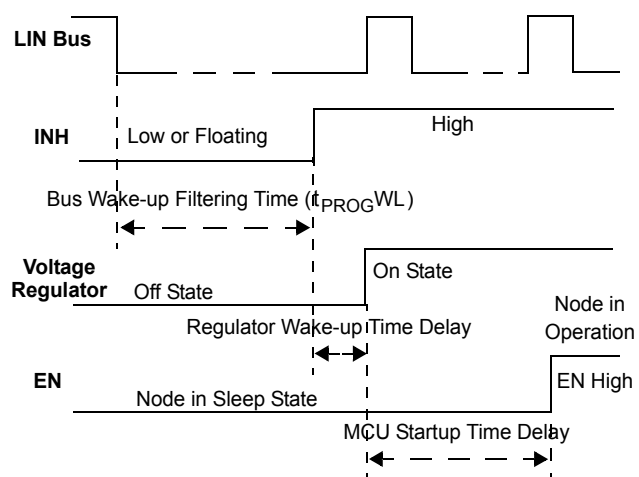 LIN Bus
INH
Low or Floating
High
Bus Wake-up Filtering Time (tPROGWL)
Voltage
Regulator
Off State
On State
Regulator Wake-up Time Delay
Node in
Operation
EN
Node in Sleep State
EN High
MCU Startup Time Delay